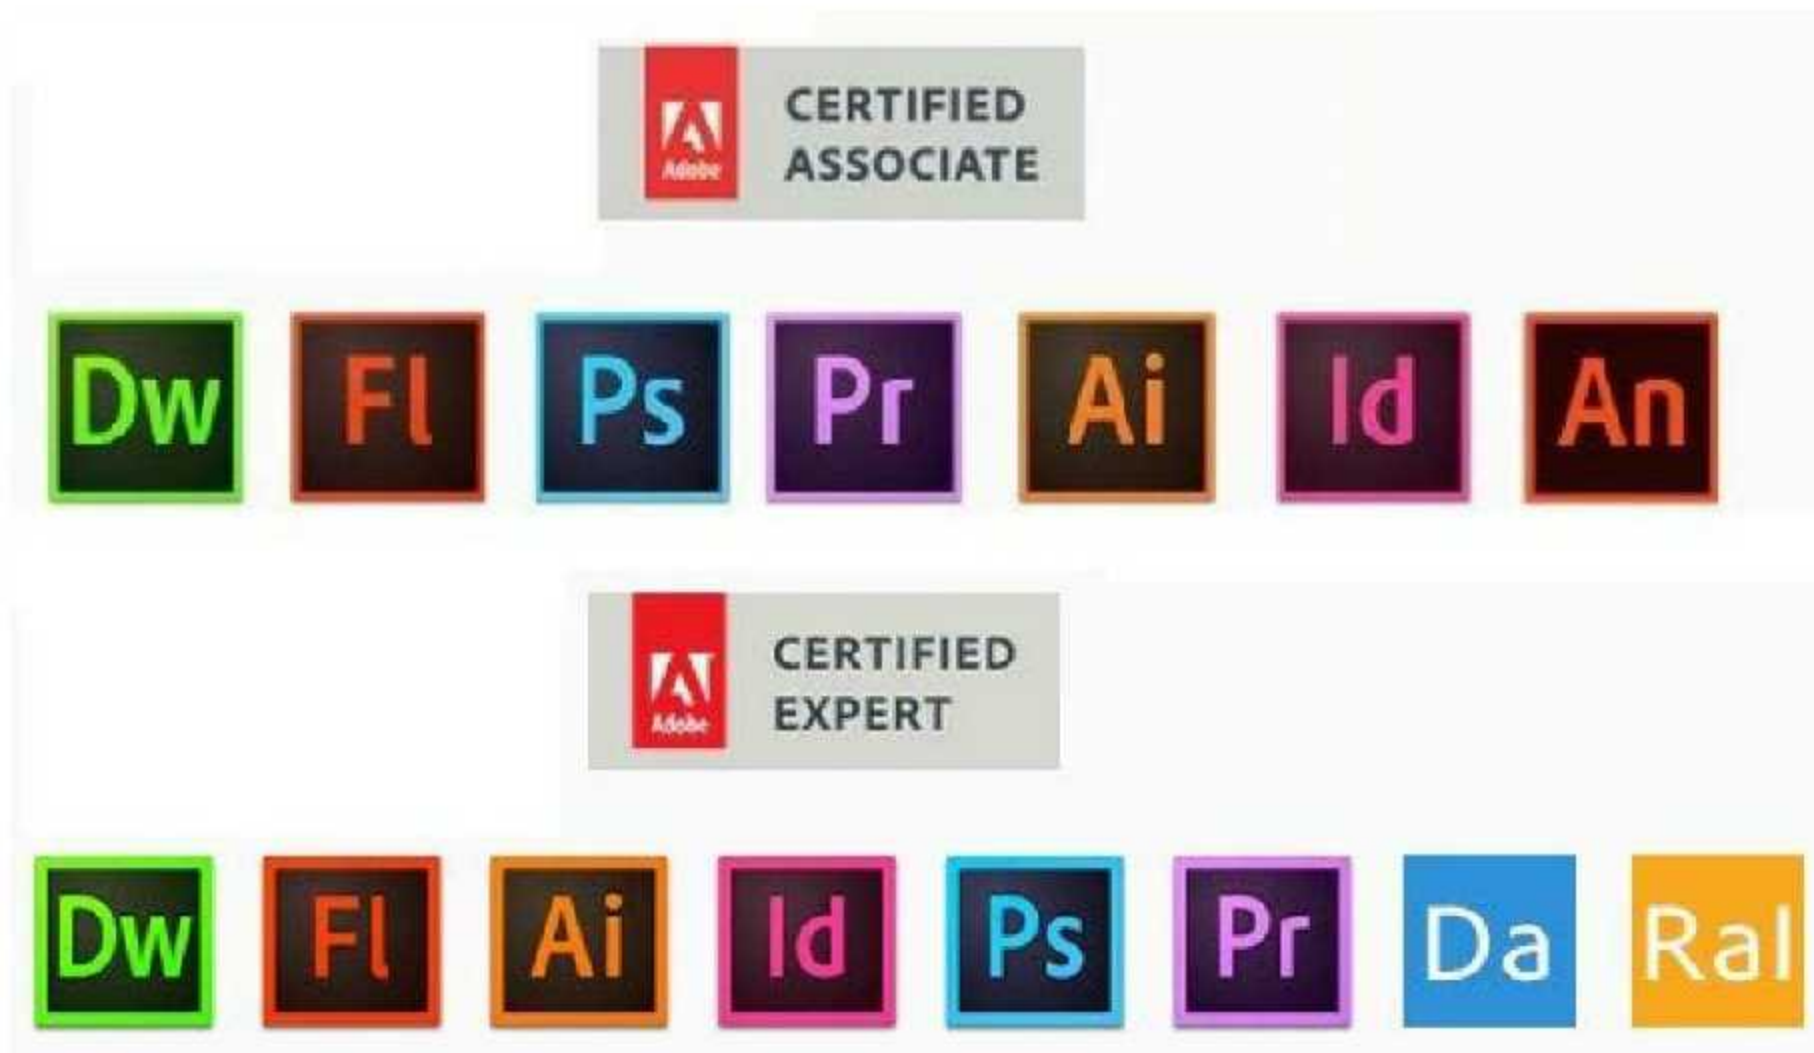 Adobe
CERTIFIED
ASSOCIATE
Dw Fl Ps Pr Ai Id An
Adobe
CERTIFIED
EXPERT
Dw Fl Ai Id Ps Pr Da Ral